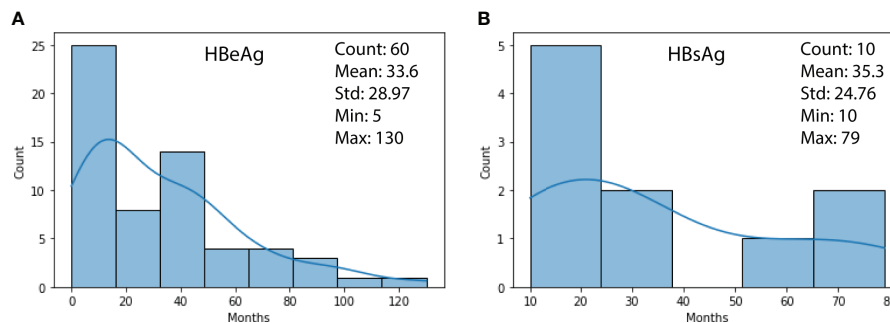 A
HBeAg
Count: 60
Mean: 33.6
Std: 28.97
Min: 5
Max: 130
25
20
15
10
5
0
Count
0 20 40 60 80 100 120
Months
B
HBsAg
Count: 10
Mean: 35.3
Std: 24.76
Min: 10
Max: 79
5
4
3
2
1
0
Count
10 20 30 40 50 60 70
Months